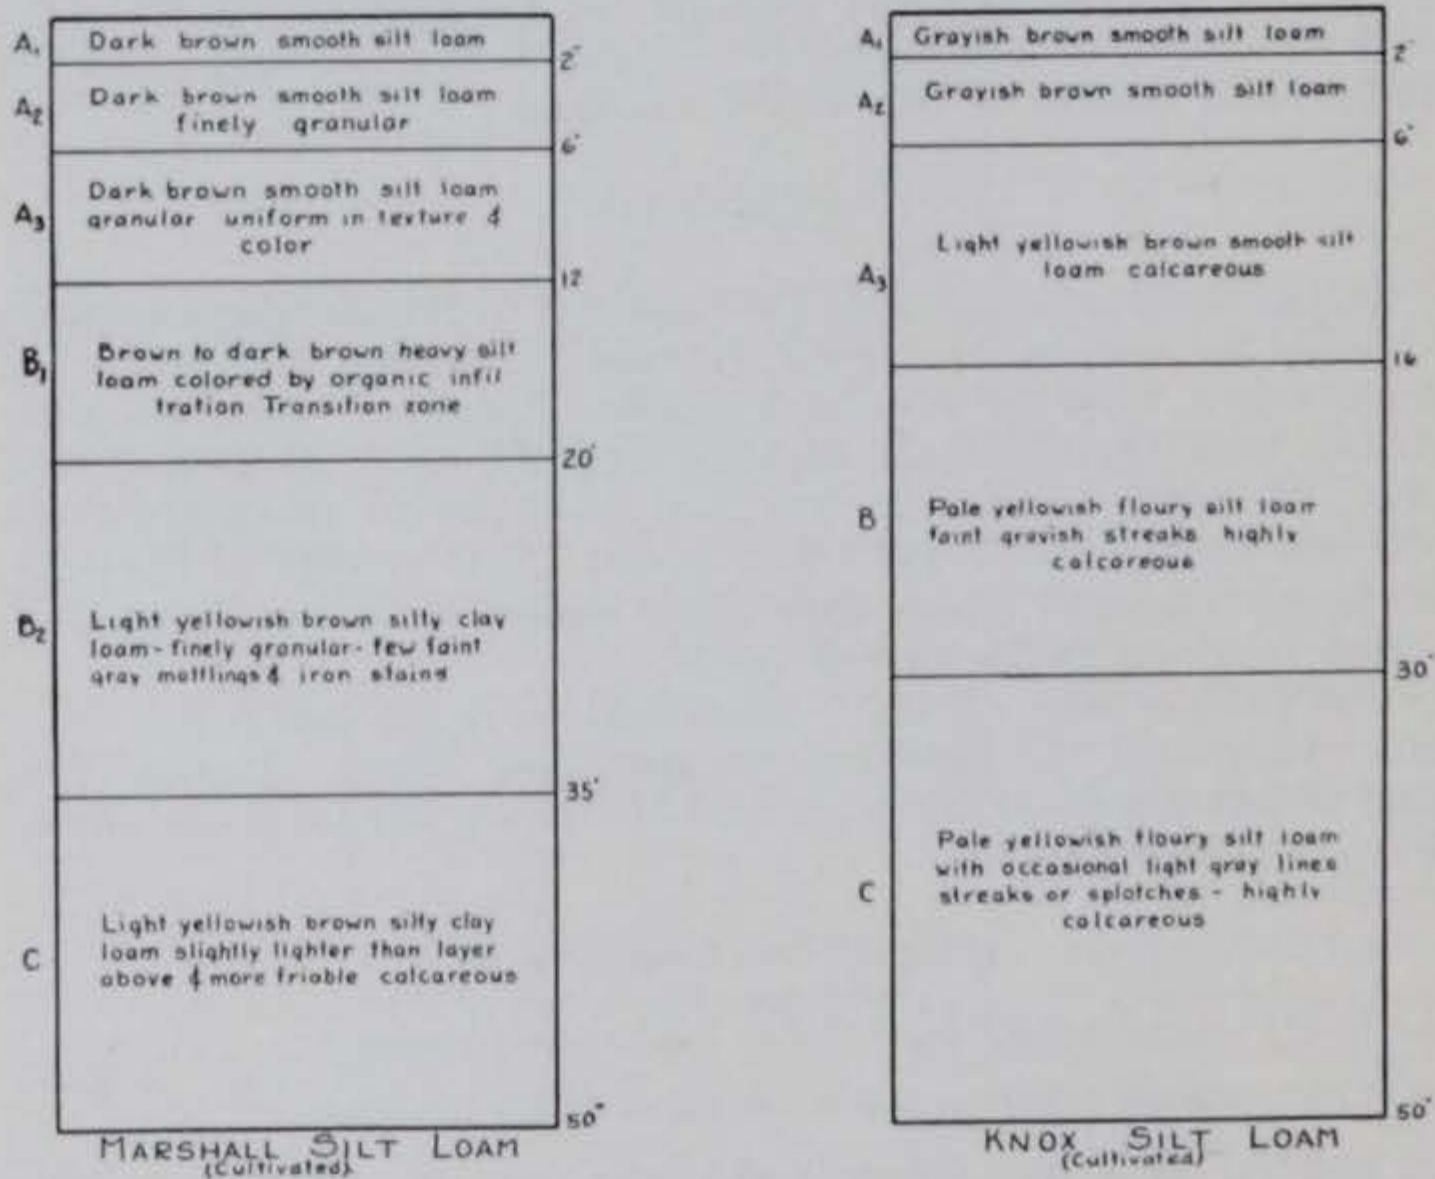 A₁
Dark brown smooth silt loam
2"
A₂
Dark brown smooth silt loam
finely granular
6"
A₃
Dark brown smooth silt loam
granular uniform in texture &
color
12
B₁
Brown to dark brown heavy silt
loam colored by organic infil
tration Transition zone
20"
B₂
Light yellowish brown silty clay
loam - finely granular - few faint
gray mottlings & iron stains
35"
C
Light yellowish brown silty clay
loam slightly lighter than layer
above & more friable calcareous
50"
MARSHALL SILT LOAM
(Cultivated)
A₁
Grayish brown smooth silt loam
2"
A₂
Grayish brown smooth silt loam
6"
A₃
Light yellowish brown smooth silt
loam calcareous
16
B
Pale yellowish floury silt loam
faint grayish streaks highly
calcareous
30"
C
Pale yellowish floury silt loam
with occasional light gray lines
streaks or splotches - highly
calcareous
50"
KNOX SILT LOAM
(Cultivated)